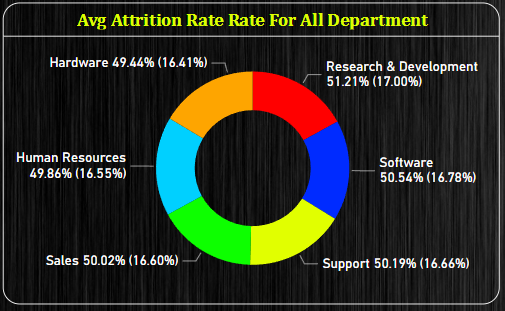 Avg Attrition Rate Rate For All Department
Hardware 49.44% (16.41%)
Research & Development
51.21% (17.00%)
Human Resources
49.86% (16.55%)
Software
50.54% (16.78%)
Sales 50.02% (16.60%)
Support 50.19% (16.66%)